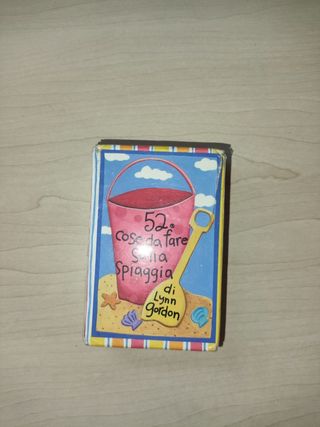 52
cose da fare
sulla
spiaggia
di
Lynn
gordon